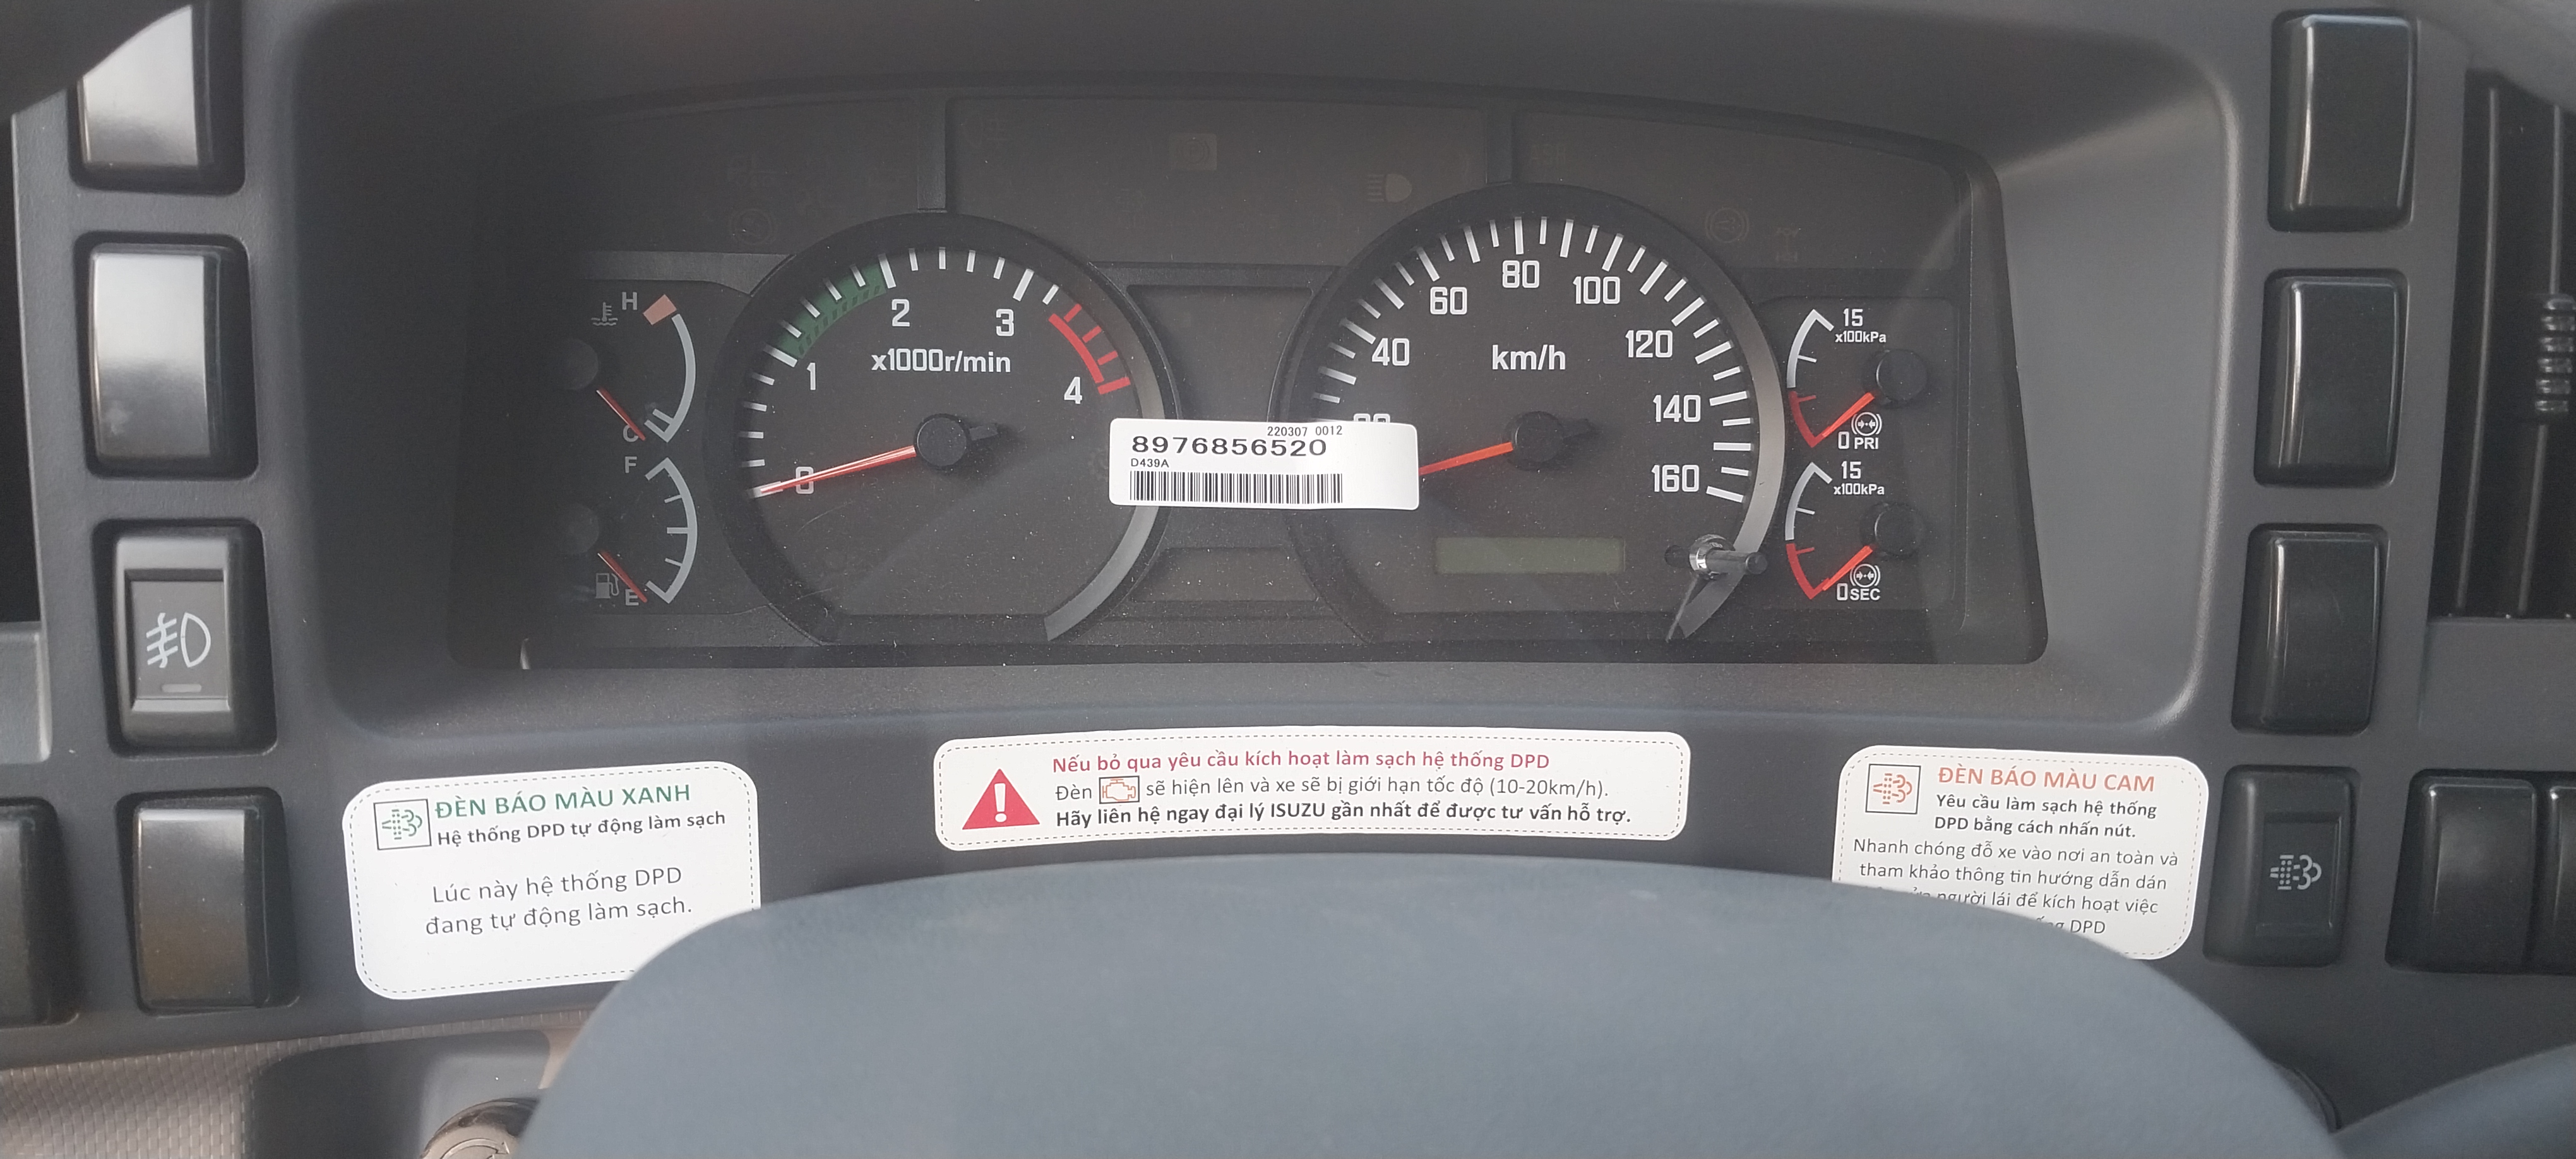 H
C
F
E
0
1
2
3
4
x1000r/min
220307 0012
8976856520
D439A
40
60
80
100
120
140
160
km/h
15
x100kPa
0 PRI
15
x100kPa
0 SEC
ĐÈN BÁO MÀU XANH
Hệ thống DPD tự động làm sạch
Lúc này hệ thống DPD
đang tự động làm sạch.
Nếu bỏ qua yêu cầu kích hoạt làm sạch hệ thống DPD
Đèn sẽ hiện lên và xe sẽ bị giới hạn tốc độ (10-20km/h).
Hãy liên hệ ngay đại lý ISUZU gần nhất để được tư vấn hỗ trợ.
ĐÈN BÁO MÀU CAM
Yêu cầu làm sạch hệ thống
DPD bằng cách nhấn nút.
Nhanh chóng đỗ xe vào nơi an toàn và
tham khảo thông tin hướng dẫn dán
người lái để kích hoạt việc
DPD